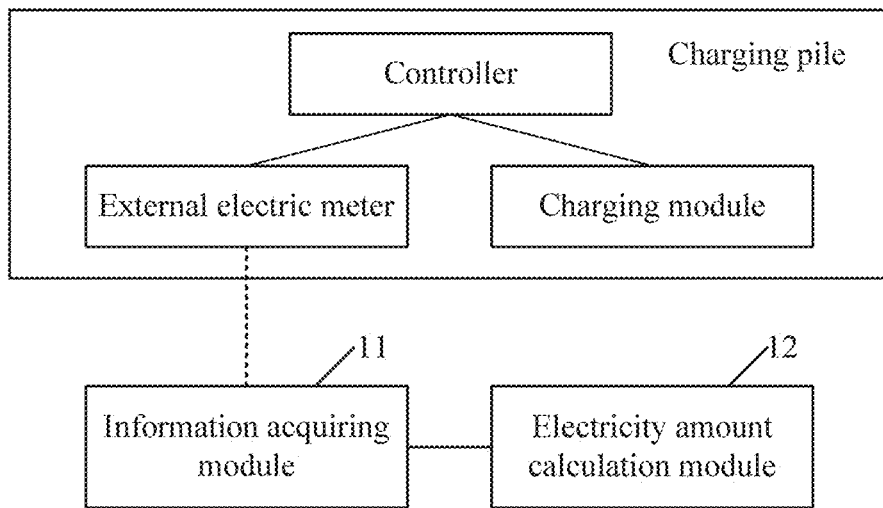 Controller
Charging pile
External electric meter
Charging module
11
12
Information acquiring
module
Electricity amount
calculation module